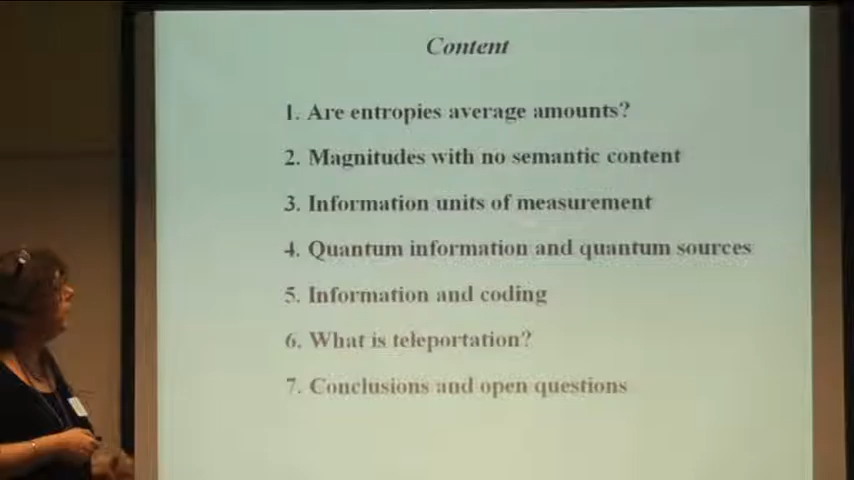 Content
1. Are entropies average amounts?
2. Magnitudes with no semantic content
3. Information units of measurement
4. Quantum information and quantum sources
5. Information and coding
6. What is teleportation?
7. Conclusions and open questions